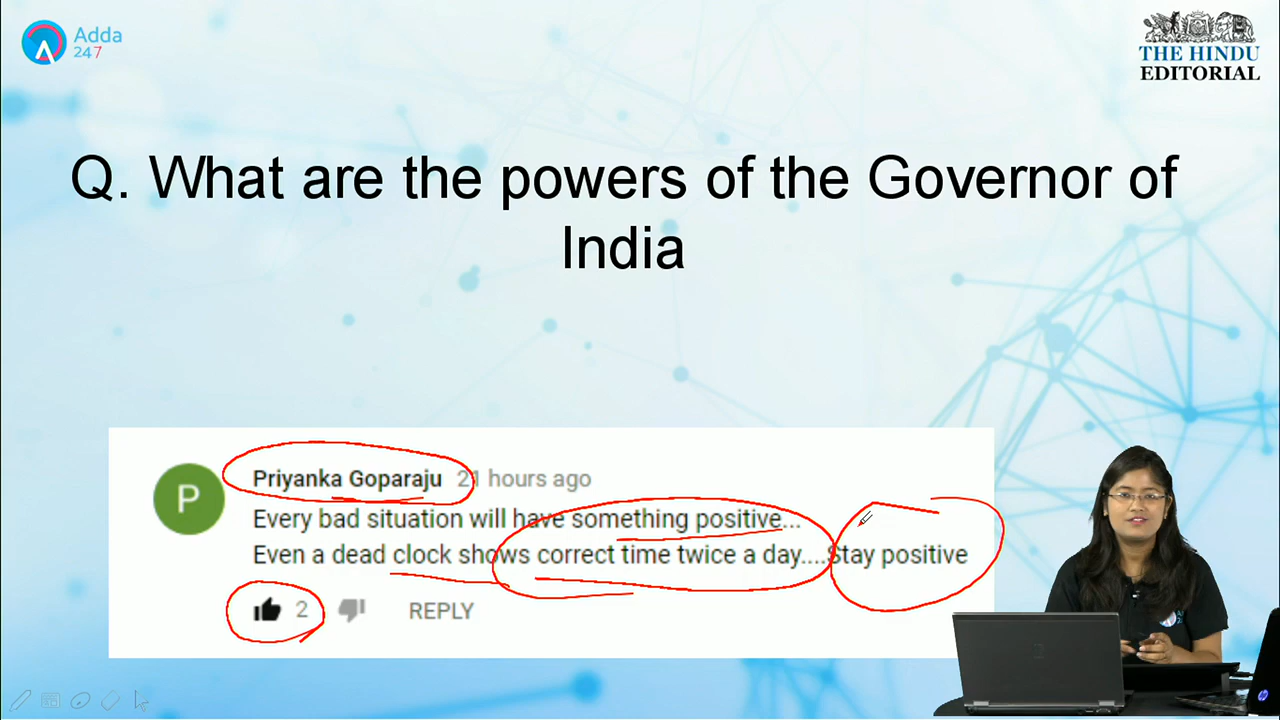 Adda
247
THE HINDU
EDITORIAL
Q. What are the powers of the Governor of
India
P
Priyanka Goparaju 21 hours ago
Every bad situation will have something positive...
Even a dead clock shows correct time twice a day....Stay positive
2
REPLY